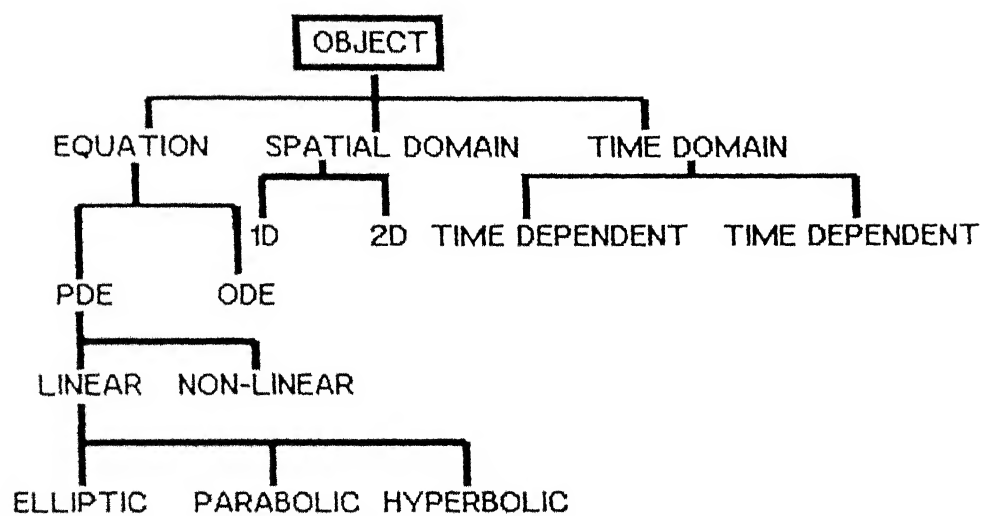 OBJECT
EQUATION SPATIAL DOMAIN TIME DOMAIN
1D 2D TIME DEPENDENT TIME DEPENDENT
PDE ODE
LINEAR NON-LINEAR
ELLIPTIC PARABOLIC HYPERBOLIC